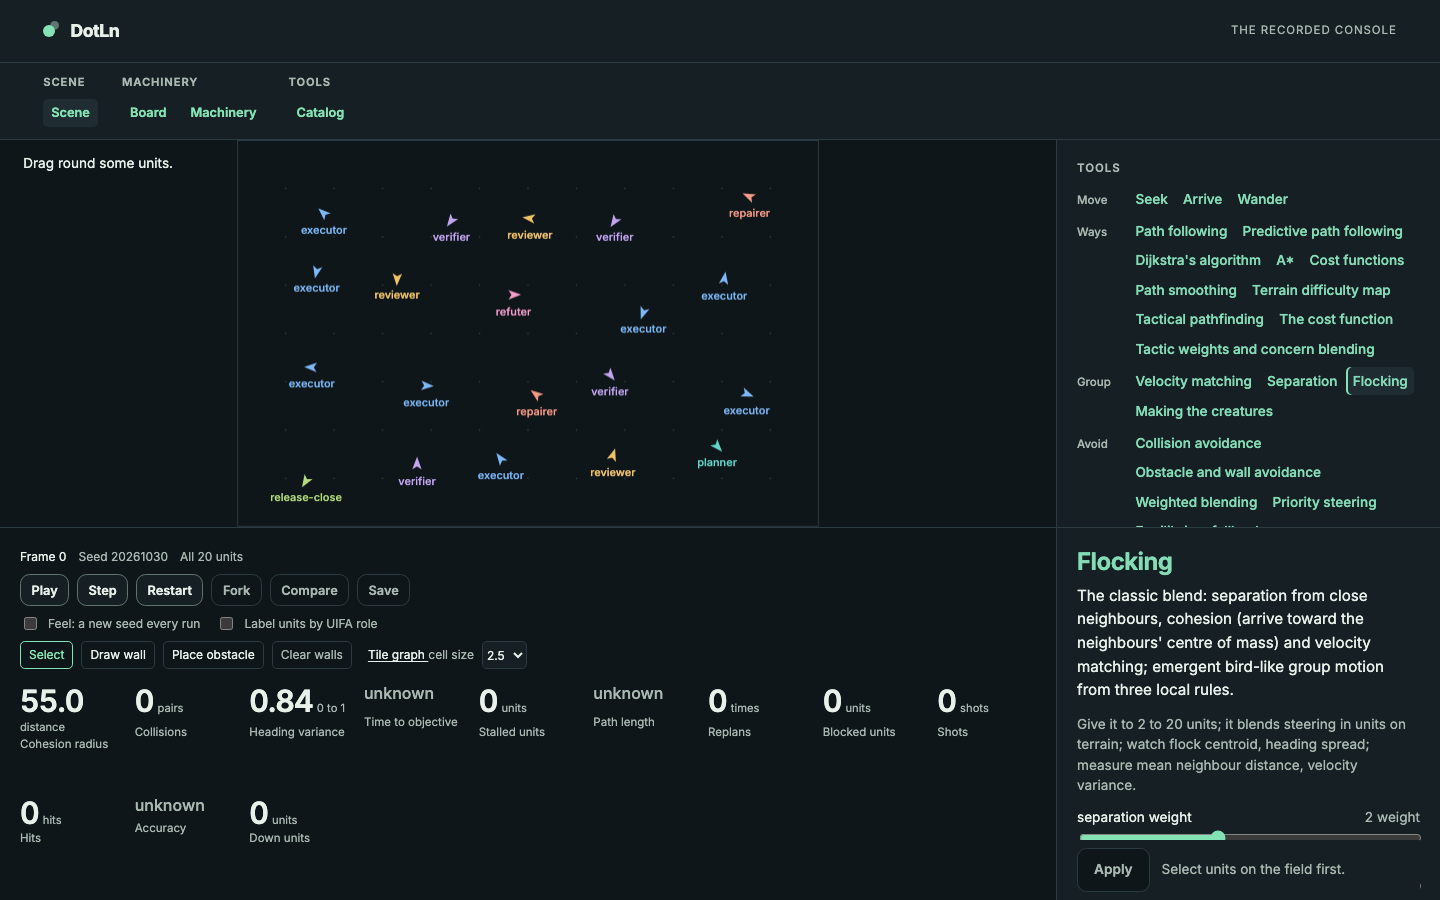 DotLn
THE RECORDED CONSOLE
SCENE MACHINERY TOOLS
Scene Board Machinery Catalog
Drag round some units.
repairer
executor
verifier
reviewer
verifier
executor
reviewer
refuter
executor
executor
executor
executor
repairer
verifier
executor
verifier
executor
reviewer
planner
release-close
TOOLS
Move Seek Arrive Wander
Ways Path following Predictive path following
Dijkstra's algorithm A* Cost functions
Path smoothing Terrain difficulty map
Tactical pathfinding The cost function
Tactic weights and concern blending
Group Velocity matching Separation Flocking
Making the creatures
Avoid Collision avoidance
Obstacle and wall avoidance
Weighted blending Priority steering
Frame 0 Seed 20261030 All 20 units
Play Step Restart Fork Compare Save
Feel: a new seed every run Label units by UIFA role
Select Draw wall Place obstacle Clear walls Tile graph cell size 2.5
55.0 distance
Cohesion radius
0 pairs
Collisions
0.84 0 to 1
Heading variance
unknown
Time to objective
0 units
Stalled units
unknown
Path length
0 times
Replans
0 units
Blocked units
0 shots
Shots
0 hits
Hits
unknown
Accuracy
0 units
Down units
Flocking
The classic blend: separation from close
neighbours, cohesion (arrive toward the
neighbours' centre of mass) and velocity
matching; emergent bird-like group motion
from three local rules.
Give it to 2 to 20 units; it blends steering in units on
terrain; watch flock centroid, heading spread;
measure mean neighbour distance, velocity
variance.
separation weight 2 weight
Apply Select units on the field first.